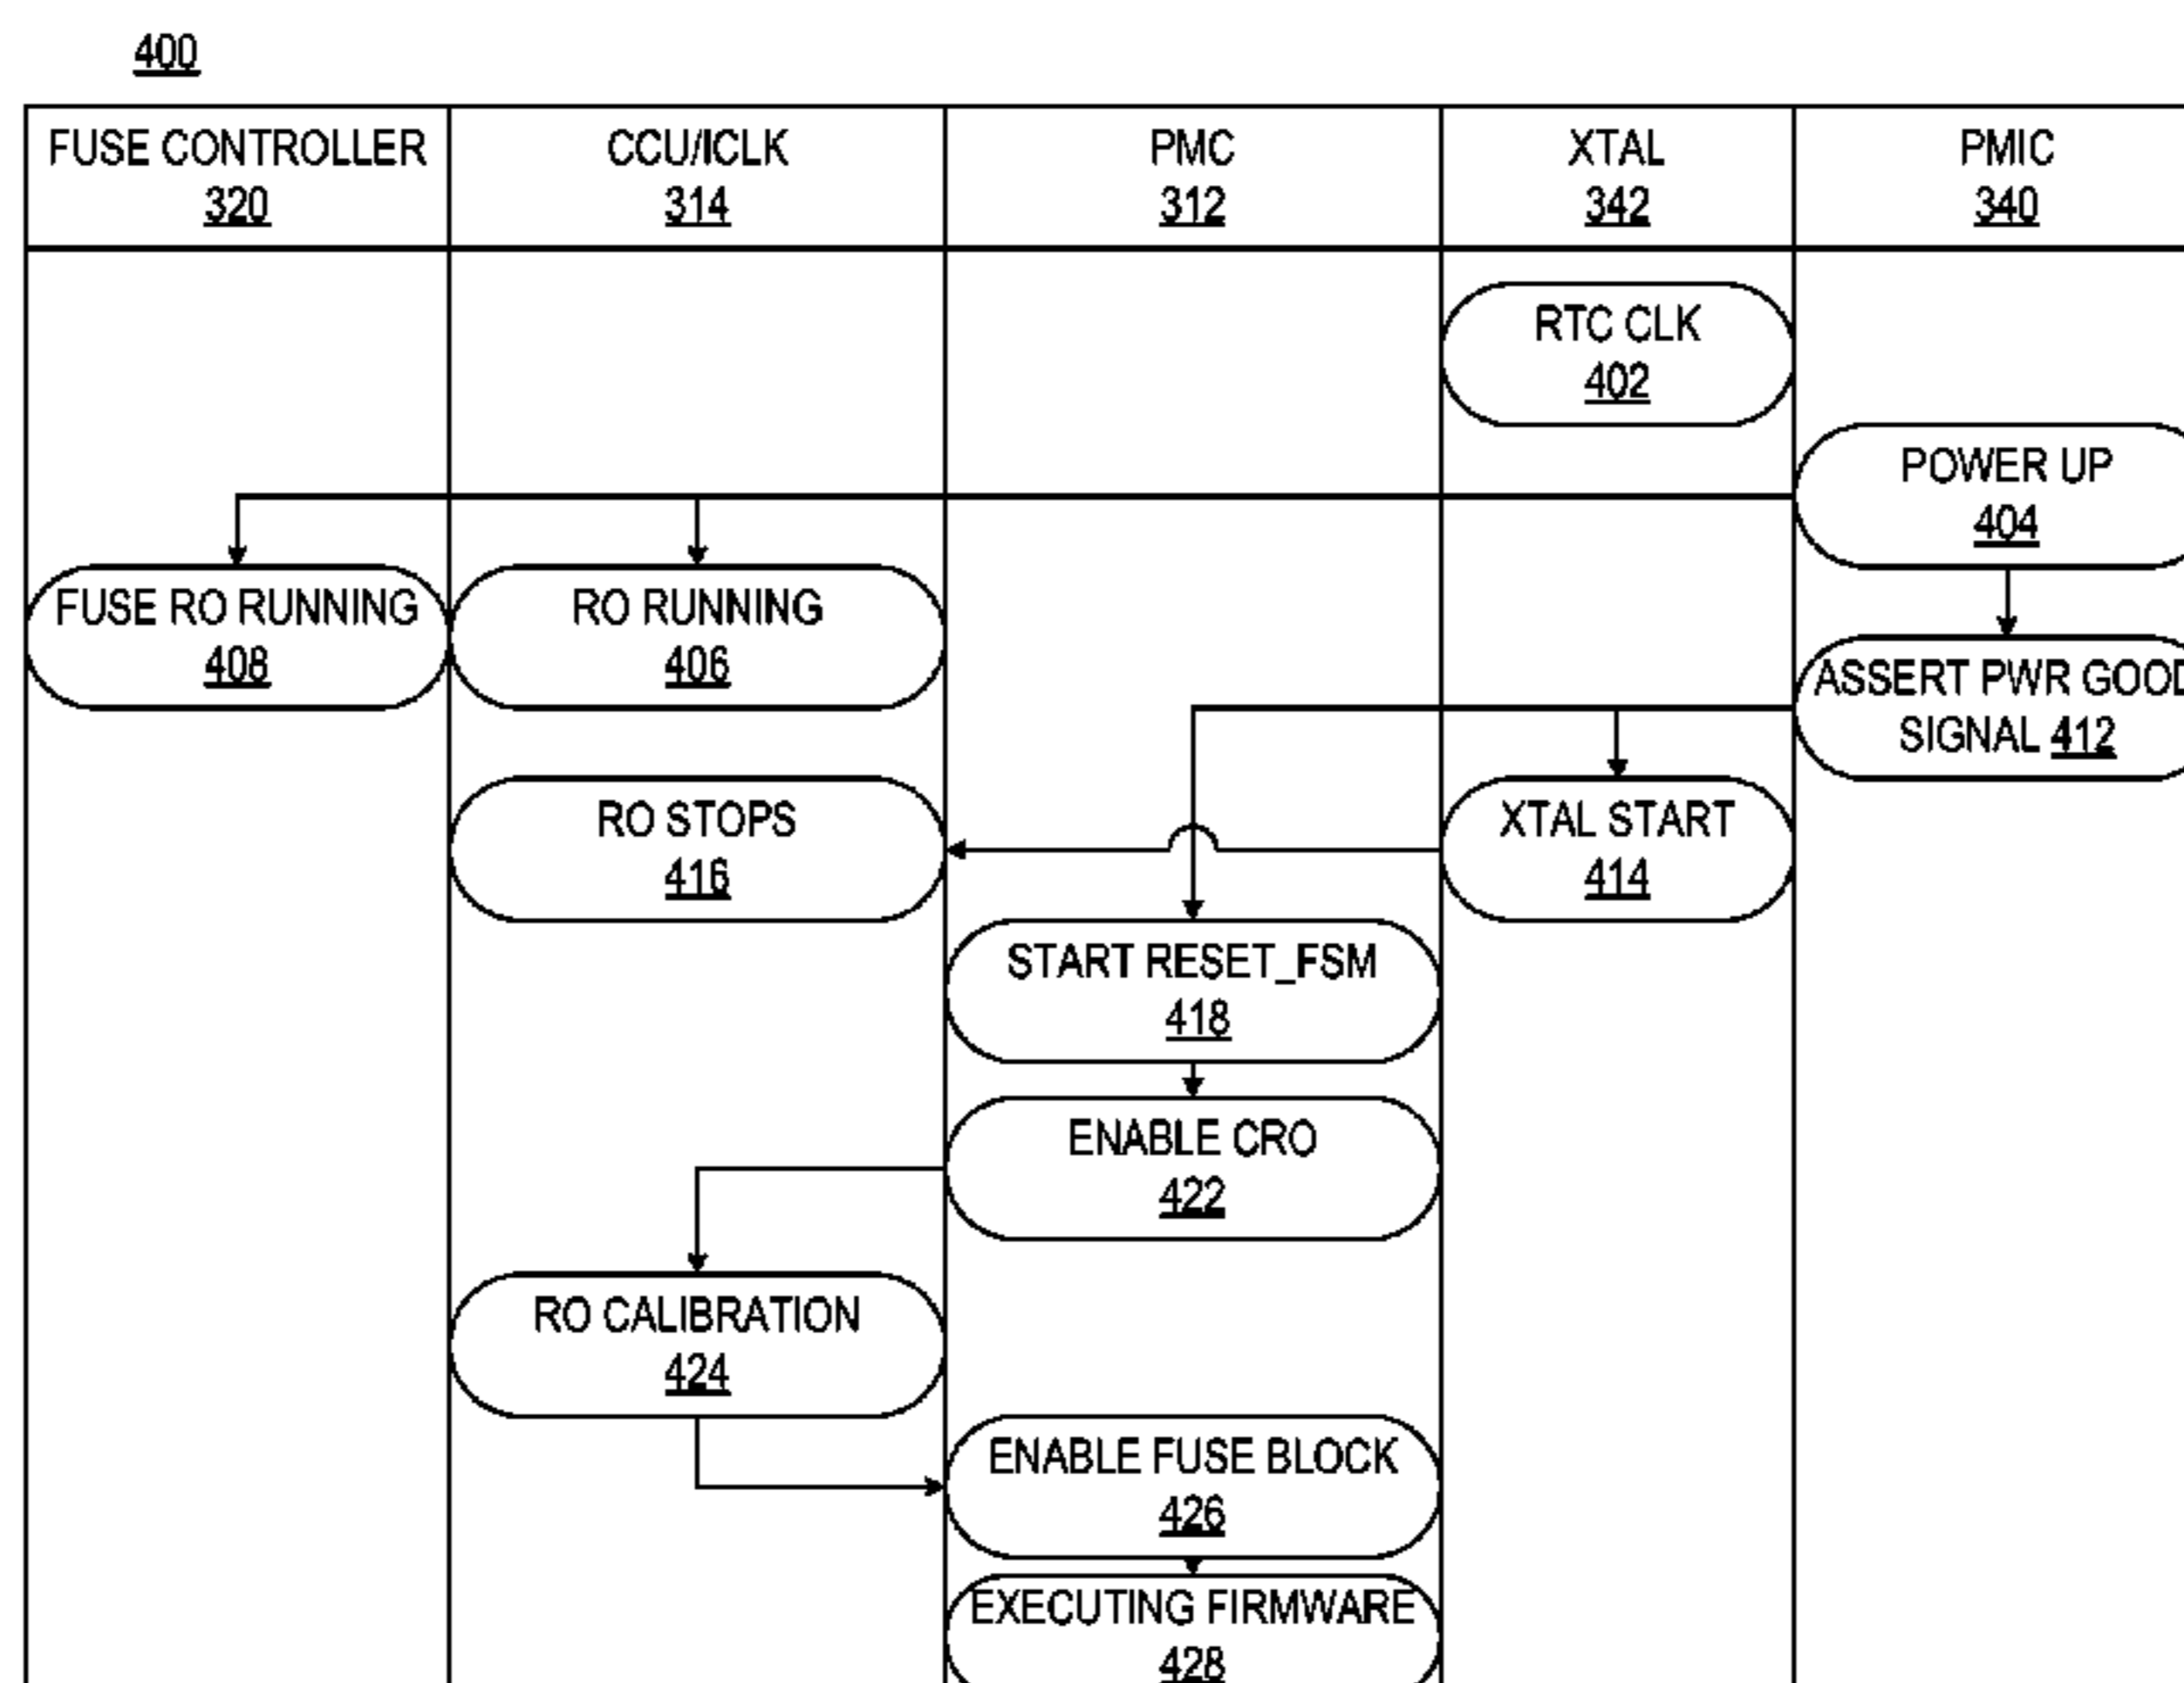 400
FUSE CONTROLLER
320
CCU/ICLK
314
PMC
312
XTAL
342
PMIC
340
RTC CLK
402
POWER UP
404
FUSE RO RUNNING
408
RO RUNNING
406
ASSERT PWR GOOD
SIGNAL 412
RO STOPS
416
XTAL START
414
START RESET_FSM
418
ENABLE CRO
422
RO CALIBRATION
424
ENABLE FUSE BLOCK
426
EXECUTING FIRMWARE
428